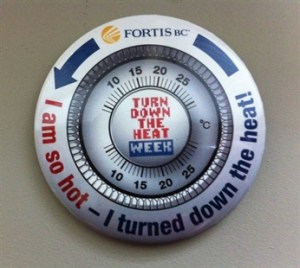 FORTIS BC
10 15 20 25
°C
TURN
DOWN
THE
HEAT
WEEK
10 15 20 25
I am so hot – I turned down the heat!